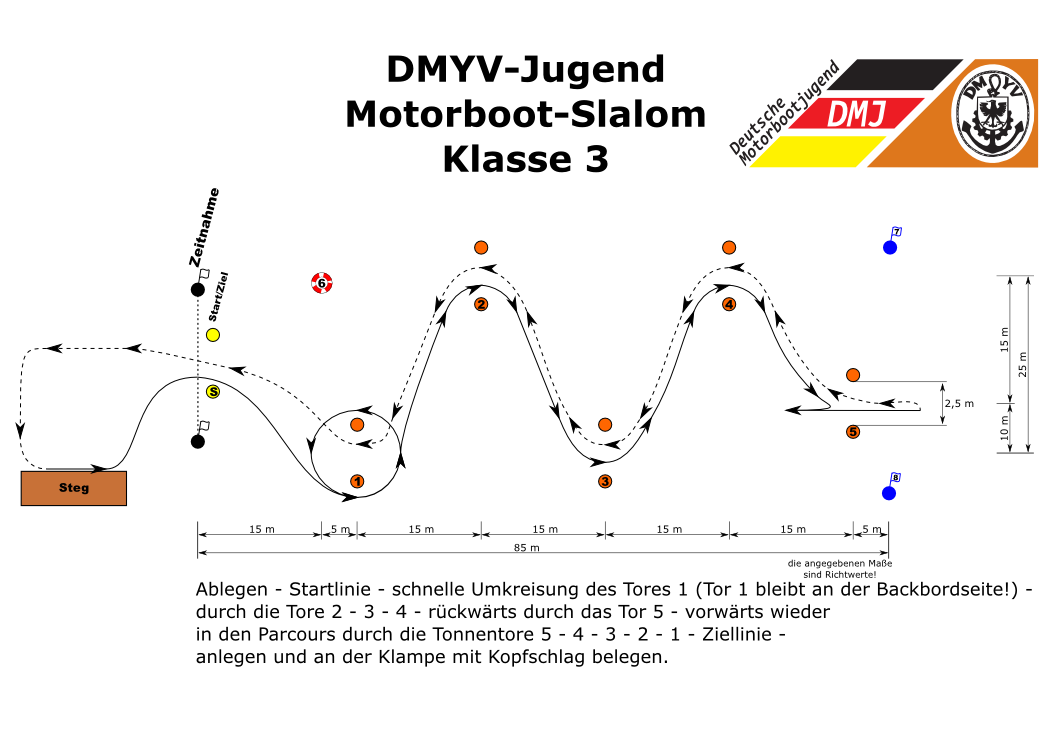 DMYV-Jugend
Motorboot-Slalom
Klasse 3
Deutsche
Motorbootjugend
DMJ
DM YV
Zeitnahme
Start/Ziel
6
7
2
4
S
15 m
25 m
2,5 m
10 m
5
1
3
8
Steg
15 m 5 m 15 m 15 m 15 m 15 m 5 m
85 m
die angegebenen Maße
sind Richtwerte!
Ablegen - Startlinie - schnelle Umkreisung des Tores 1 (Tor 1 bleibt an der Backbordseite!) -
durch die Tore 2 - 3 - 4 - rückwärts durch das Tor 5 - vorwärts wieder
in den Parcours durch die Tonnentore 5 - 4 - 3 - 2 - 1 - Ziellinie -
anlegen und an der Klampe mit Kopfschlag belegen.